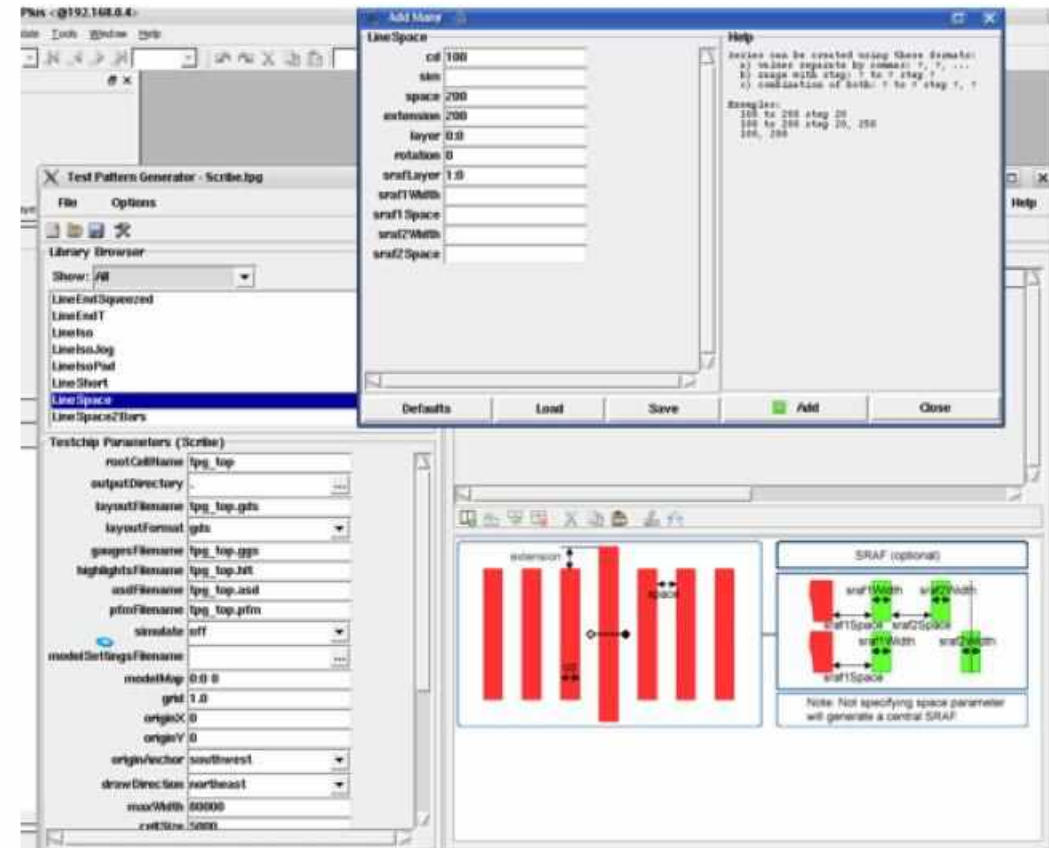 Plus <@192.168.0.4>
Tools Window Help
Add Many
LineSpace
cd 100
sim
space 200
extension 200
layer 0:0
rotation 0
srafLayer 1:0
sraf1Width
sraf1Space
sraf2Width
sraf2Space
Help
Series can be created using these formats:
a) values separate by commas: ?, ?, ...
b) range with step: ? to ? step ?
c) combination of both: ? to ? step ?, ?
Examples:
100 to 200 step 20
100 to 200 step 20, 250
100, 200
Defaults
Load
Save
Add
Close
Test Pattern Generator - Scribe.tpg
File Options
Help
Library Browser
Show: All
LineEndSqueezed
LineEndT
LineIso
LineIsoJog
LineIsoPad
LineShort
LineSpace
LineSpace2Bars
Testchip Parameters (Scribe)
rootCellName tpg_top
outputDirectory .
layoutFilename tpg_top.gds
layoutFormat gds
gaugesFilename tpg_top.ggs
highlightsFilename tpg_top.hlt
asdFilename tpg_top.asd
pfmFilename tpg_top.pfm
simulate off
modelSettingsFilename
modelMap 0:0 0
grid 1.0
originX 0
originY 0
originAnchor southwest
drawDirection northeast
maxWidth 80000
cellSize 5000
extension
space
cd
SRAF (optional)
sraf1Width sraf2Width
sraf1Space sraf2Space
sraf1Width sraf2Width
sraf1Space
Note: Not specifying space parameter
will generate a central SRAF